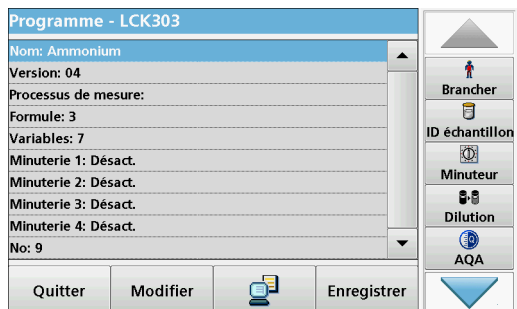 Programme - LCK303
Nom: Ammonium
Version: 04
Processus de mesure:
Formule: 3
Variables: 7
Minuterie 1: Désact.
Minuterie 2: Désact.
Minuterie 3: Désact.
Minuterie 4: Désact.
No: 9
Quitter
Modifier
Enregistrer
Brancher
ID échantillon
Minuteur
Dilution
AQA